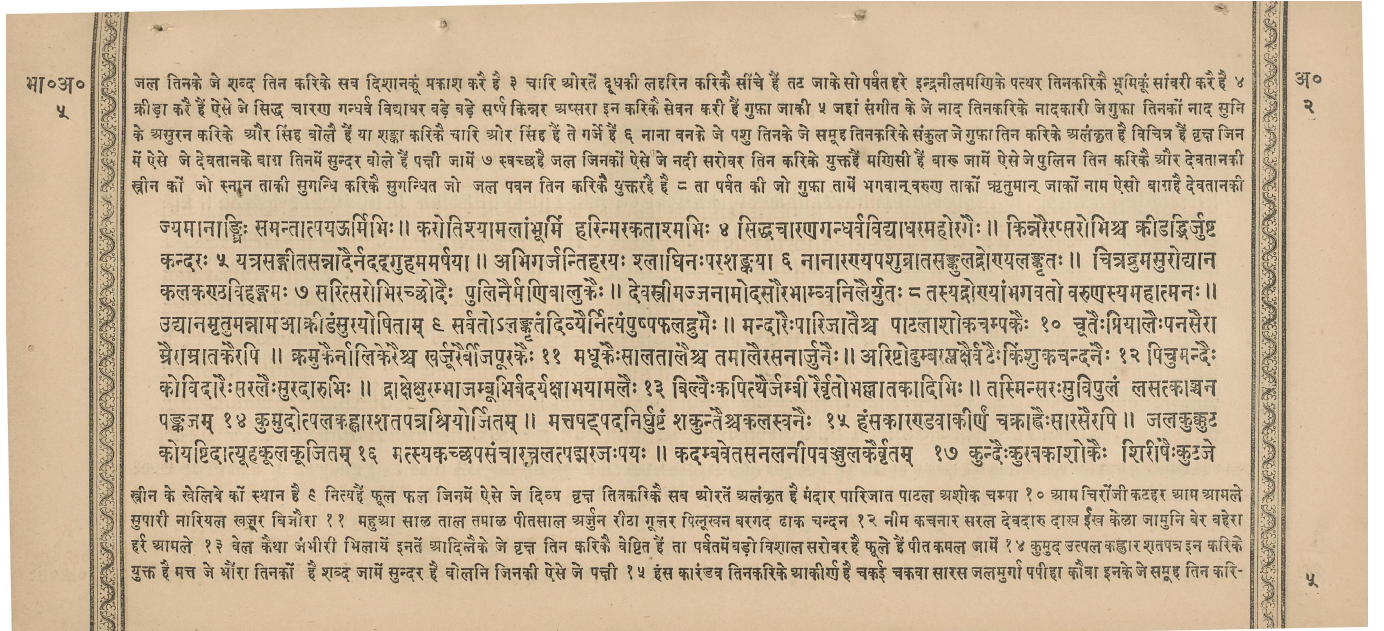 भा०अ०
५
अ०
२
जल तिनके जे शब्द तिन करिके सब दिशानकूं प्रकाश करै है ३ चारि ओरतें दूधकी लहरिन करिकै सींचे हैं तट जाके सो पर्वत हरे इन्द्रनीलमणिके पत्थर तिनकरिकै भूमिकूं सांवरी करै है ४
क्रीड़ा करै हैं ऐसे जे सिद्ध चारण गन्धर्व विद्याधर बड़े बड़े सर्प्प किन्नर अप्सरा इन करिकै सेवन करी हैं गुफ़ा जाकी ५ जहां संगीत के जे नाद तिनकरिके नादकारी जे गुफ़ा तिनकों नाद सुनि
के असुरन करिके और सिंह बोलै हैं या शङ्का करिकै चारि ओर सिंह हैं ते गर्जे हैं ६ नाना वनके जे पशु तिनके जे समूह तिनकरिके संकुल जे गुफ़ा तिन करिके अलंकृत है विचित्र हैं वृक्ष जिन
में ऐसे जे देवतानके बाग़ तिनमें सुन्दर बोले हैं पक्षी जामें ७ स्वच्छहै जल जिनकों ऐसे जे नदी सरोवर तिन करिके युक्तहैं मणिसी हैं बारू जामें ऐसे जे पुलिन तिन करिकै और देवतानकी
स्त्रीन कों जो स्नान ताकी सुगन्धि करिकै सुगन्धित जो जल पवन तिन करिकै युक्तरहै है ८ ता पर्वत की जो गुफ़ा तामें भगवान् वरुण ताकों ऋतुमान् जाकों नाम ऐसो बाग़है देवतानकी
ज्यमानाङ्घ्रिः समन्तात्पयऊर्मिभिः॥ करोतिश्यामलांभूमिं हरिन्मरकताश्मभिः ४ सिद्धचारणगन्धर्वविद्याधरमहोरगैः॥ किन्नरैरप्सरोभिश्च क्रीडद्भिर्जुष्ट
कन्दरः ५ यत्रसङ्गीतसन्नादैर्नदद्गुहममर्षया॥ अभिगर्जन्तिहरयः श्लाघिनःपरशङ्कया ६ नानारण्यपशुव्रातसङ्कुलद्रोण्यलङ्कृतः॥ चित्रद्रुमसुरोद्यान
कलकण्ठविहङ्गमः ७ सरित्सरोभिरच्छोदैः पुलिनैर्मणिवालुकैः॥ देवस्त्रीमज्जनामोदसौरभाम्ब्वनिलैर्युतः ८ तस्यद्रोण्यांभगवतो वरुणस्यमहात्मनः॥
उद्यानमृतुमन्नामआक्रीडंसुरयोषिताम् ९ सर्वतोऽलङ्कृतंदिव्यैर्नित्यंपुष्पफलद्रुमैः॥ मन्दारैःपारिजातैश्च पाटलाशोकचम्पकैः १० चूतैःप्रियालैःपनसैरा
म्रैराम्रातकैरपि ॥ क्रमुकैर्नालिकेरैश्च खर्जूरैर्बीजपूरकैः ११ मधूकैःसालतालैश्च तमालैरसनार्जुनैः॥ अरिष्टोदुम्बरप्लक्षैर्वटैःकिंशुकचन्दनैः १२ पिचुमन्दैः
कोविदारैःसरलैःसुरदारुभिः ॥ द्राक्षेक्षुरम्भाजम्बूभिर्बदर्यक्षाभयामलैः १३ बिल्वैःकपित्थैर्जम्बी रैर्वृतोभल्लातकादिभिः॥ तस्मिन्सरःसुविपुलं लसत्काञ्चन
पङ्कजम् १४ कुमुदोत्पलकह्लारशतपत्रश्रियोर्जितम् ॥ मत्तषट्पदनिर्घुष्टं शकुन्तैश्चकलस्वनैः १५ हंसकारण्डवाकीर्णं चक्राह्वैःसारसैरपि॥ जलकुक्कुट
कोयष्टिदात्यूहकूलकूजितम् १६ मत्स्यकच्छपसंचारचलत्पद्मरजःपयः ॥ कदम्बवेतसनलनीपवञ्जुलकैर्वृतम् १७ कुन्दैःकुरवकाशोकैः शिरीषैःकुटजे
स्त्रीन के खेलिवे कों स्थान है ९ नित्यहैं फूल फल जिनमें ऐसे जे दिव्य वृक्ष तिनकरिकै सब ओरतें अलंकृत है मंदार पारिजात पाटल अशोक चम्पा १० आम चिरोंजी कटहर आम आमले
सुपारी नारियल खजूर बिजौरा ११ महुआ साल ताल तमाल पीतसाल अर्जुन रीठा गूलर पिलूखन बरगद ढाक चन्दन १२ नीम कचनार सरल देवदारु दाख ईख केला जामुनि बेर बहेरा
हर्र आमले १३ बेल कैथा जंभीरी भिलायें इनतें आदिलैके जे वृक्ष तिन करिकै वेष्टित हैं ता पर्वतमें बड़ो विशाल सरोवर है फूले हैं पीत कमल जामें १४ कुमुद उत्पल कह्लार शतपत्र इन करिके
युक्त है मत्त जे भौंरा तिनकों है शब्द जामें सुन्दर है बोलनि जिनकी ऐसे जे पक्षी १५ हंस कारंडव तिनकरिके आकीर्ण है चकई चकवा सारस जलमुर्गा पपीहा कौवा इनके जे समूह तिन करि-
५